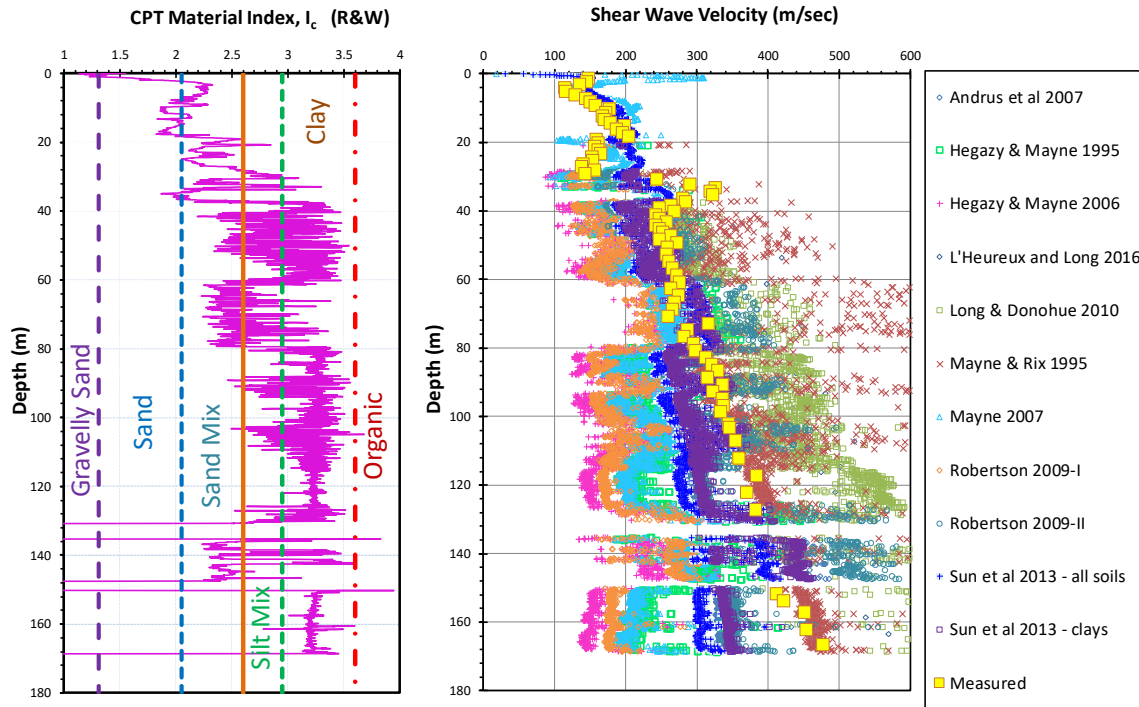 CPT Material Index, Ic (R&W)
1 1.5 2 2.5 3 3.5 4
Depth (m)
0
20
40
60
80
100
120
140
160
180
Gravelly Sand
Sand
Sand Mix
Silt Mix
Clay
Organic
Shear Wave Velocity (m/sec)
0 100 200 300 400 500 600
Depth (m)
0
20
40
60
80
100
120
140
160
180
Andrus et al 2007
Hegazy & Mayne 1995
Hegazy & Mayne 2006
L'Heureux and Long 2016
Long & Donohue 2010
Mayne & Rix 1995
Mayne 2007
Robertson 2009-I
Robertson 2009-II
Sun et al 2013 - all soils
Sun et al 2013 - clays
Measured